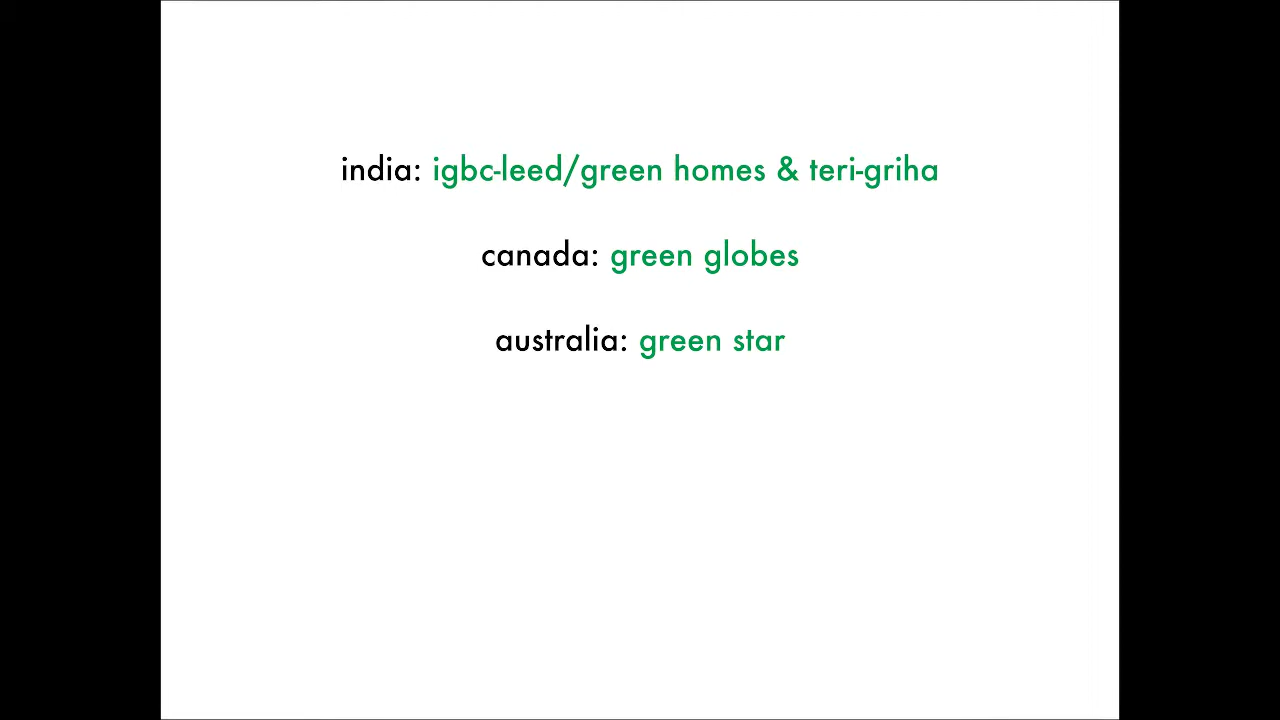 india: igbc-leed/green homes & teri-griha
canada: green globes
australia: green star